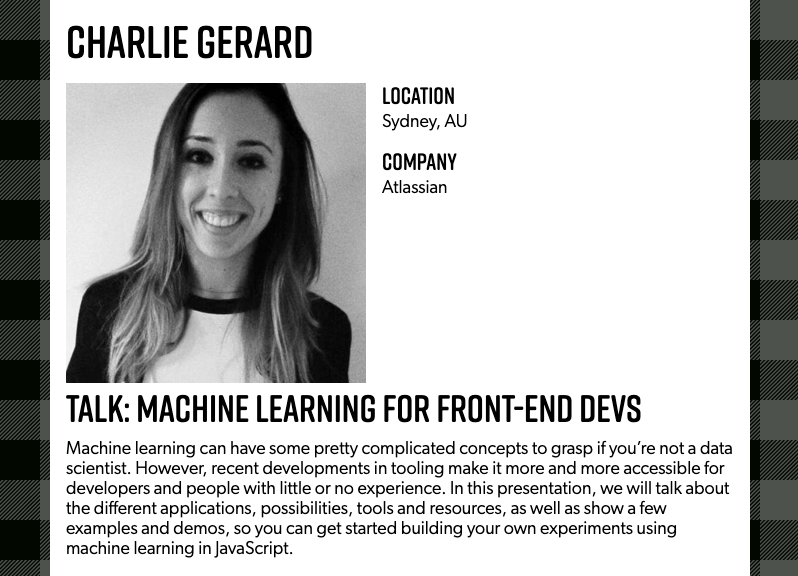 CHARLIE GERARD
LOCATION
Sydney, AU
COMPANY
Atlassian
TALK: MACHINE LEARNING FOR FRONT-END DEVS
Machine learning can have some pretty complicated concepts to grasp if you’re not a data
scientist. However, recent developments in tooling make it more and more accessible for
developers and people with little or no experience. In this presentation, we will talk about
the different applications, possibilities, tools and resources, as well as show a few
examples and demos, so you can get started building your own experiments using
machine learning in JavaScript.